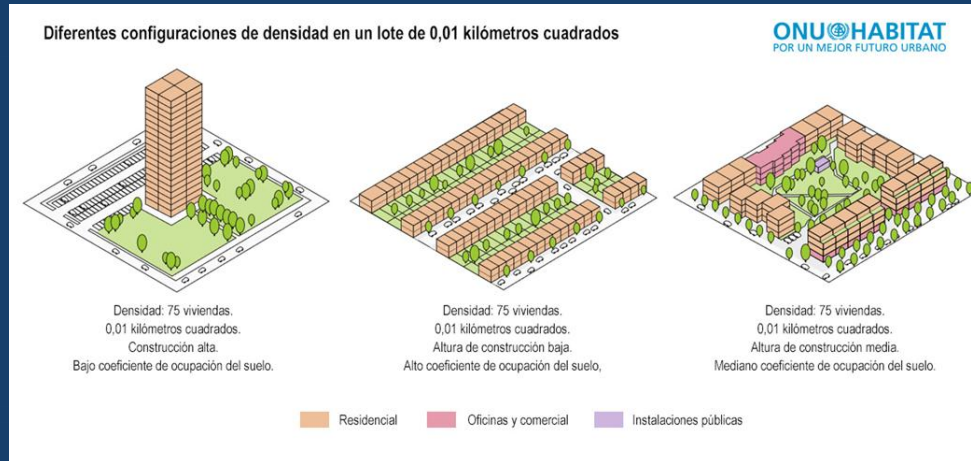 Diferentes configuraciones de densidad en un lote de 0,01 kilómetros cuadrados
ONU HABITAT
POR UN MEJOR FUTURO URBANO
Densidad: 75 viviendas.
0,01 kilómetros cuadrados.
Construcción alta.
Bajo coeficiente de ocupación del suelo.
Densidad: 75 viviendas.
0,01 kilómetros cuadrados.
Altura de construcción baja.
Alto coeficiente de ocupación del suelo,
Densidad: 75 viviendas.
0,01 kilómetros cuadrados.
Altura de construcción media.
Mediano coeficiente de ocupación del suelo.
Residencial
Oficinas y comercial
Instalaciones públicas